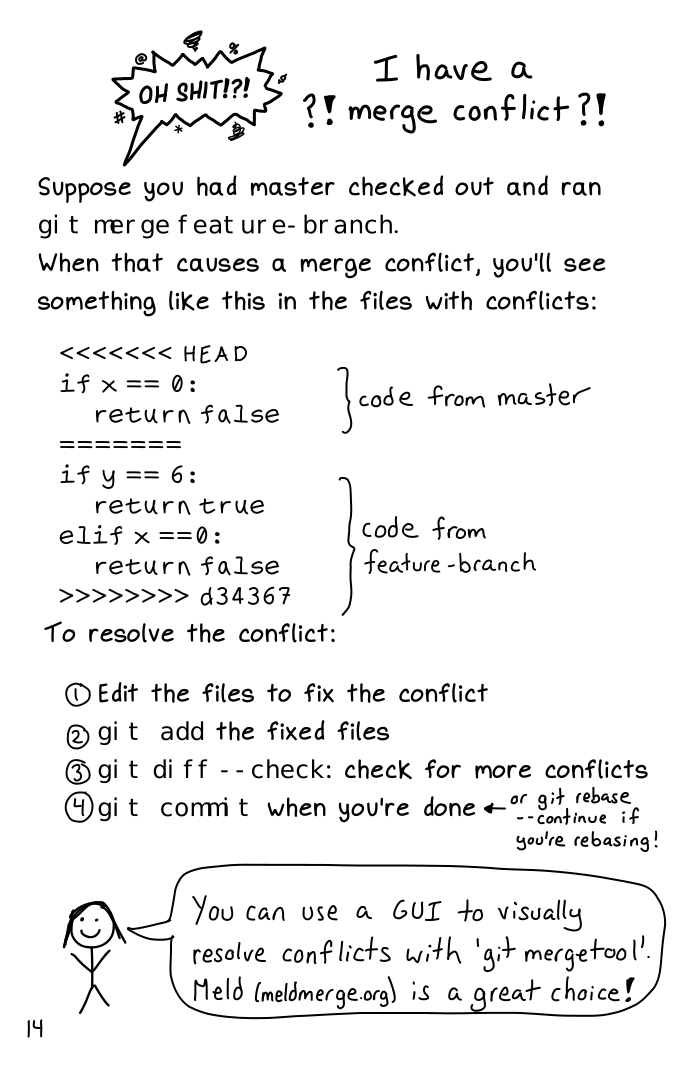 OH SHIT!?!
I have a
?! merge conflict ?!
Suppose you had master checked out and ran
git merge feature-branch.
When that causes a merge conflict, you'll see
something like this in the files with conflicts:
<<<<<<< HEAD
if x == 0:
return false
code from master
=======
if y == 6:
return true
elif x ==0:
return false
>>>>>>>> d34367
code from
feature-branch
To resolve the conflict:
① Edit the files to fix the conflict
② git add the fixed files
③ git diff --check: check for more conflicts
④ git commit when you're done ← or git rebase
--continue if
you're rebasing!
You can use a GUI to visually
resolve conflicts with 'git mergetool'.
Meld (meldmerge.org) is a great choice!
14